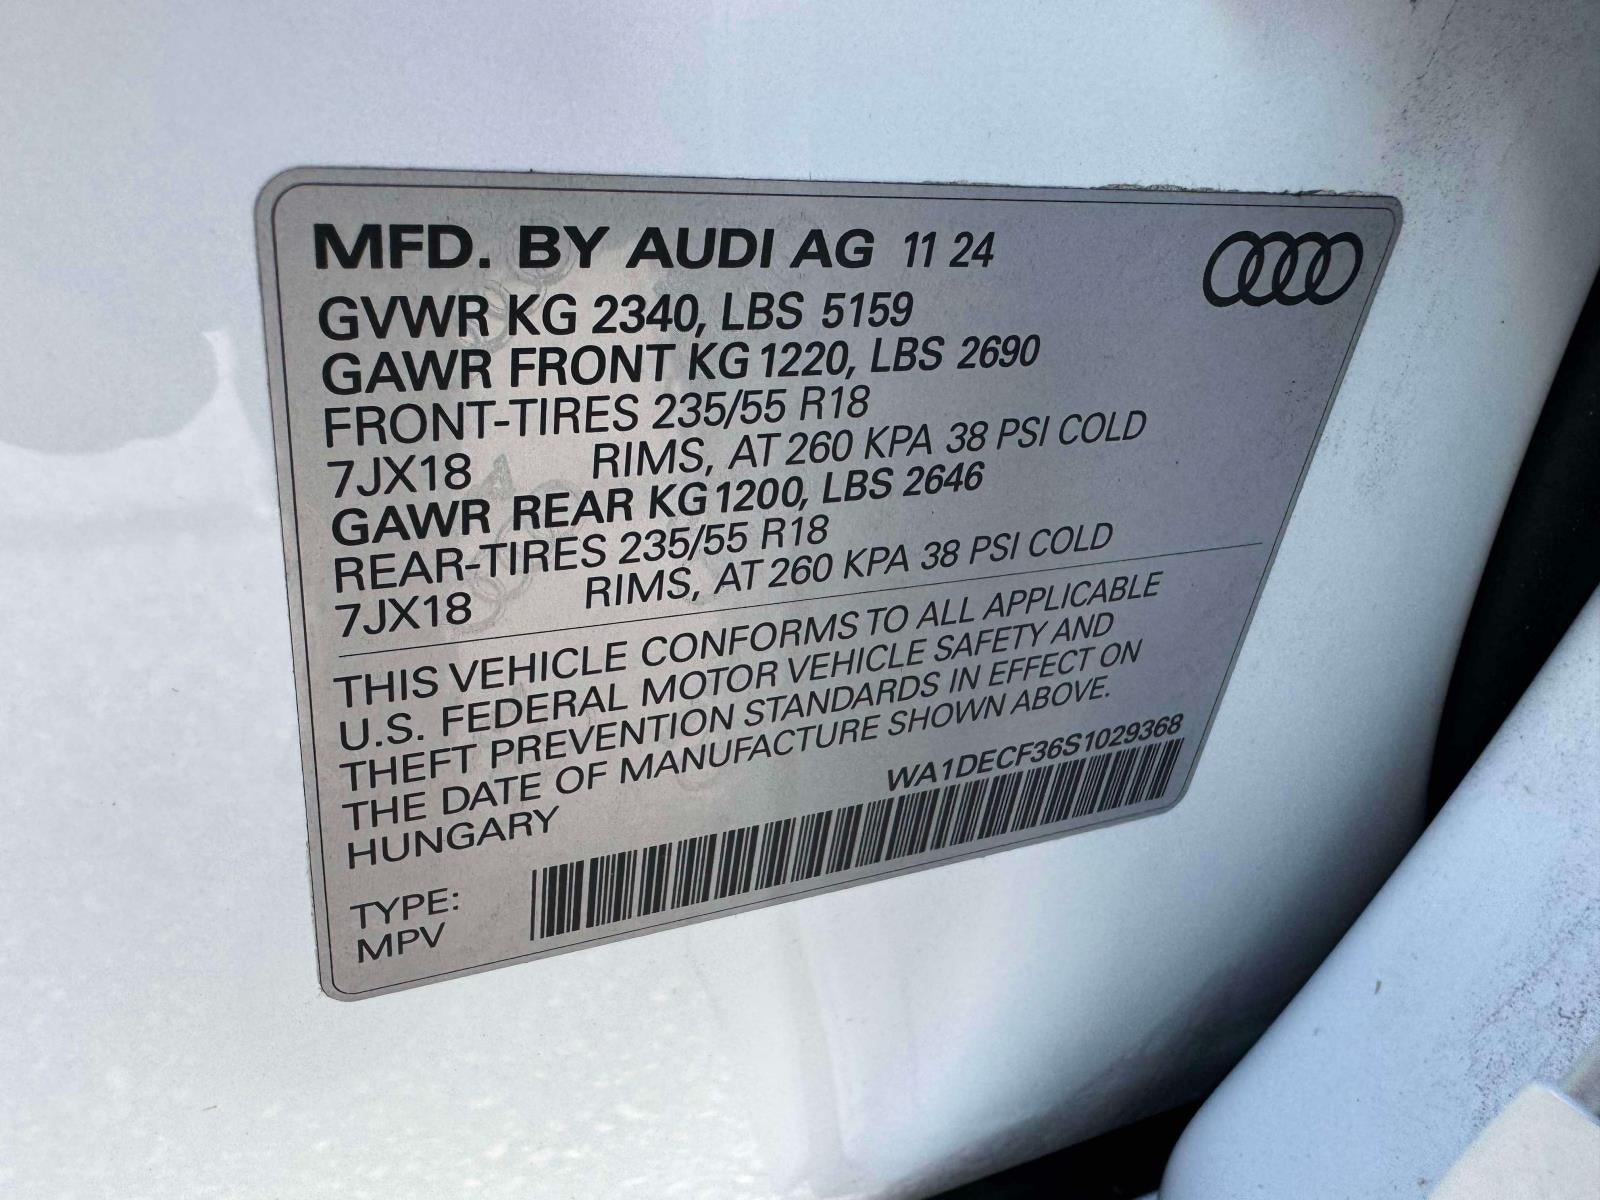 MFD. BY AUDI AG 11 24
GVWR KG 2340, LBS 5159
GAWR FRONT KG 1220, LBS 2690
FRONT-TIRES 235/55 R18
7JX18 RIMS, AT 260 KPA 38 PSI COLD
GAWR REAR KG 1200, LBS 2646
REAR-TIRES 235/55 R18
7JX18 RIMS, AT 260 KPA 38 PSI COLD
THIS VEHICLE CONFORMS TO ALL APPLICABLE
U.S. FEDERAL MOTOR VEHICLE SAFETY AND
THEFT PREVENTION STANDARDS IN EFFECT ON
THE DATE OF MANUFACTURE SHOWN ABOVE.
HUNGARY
WA1DECF36S1029368
TYPE:
MPV